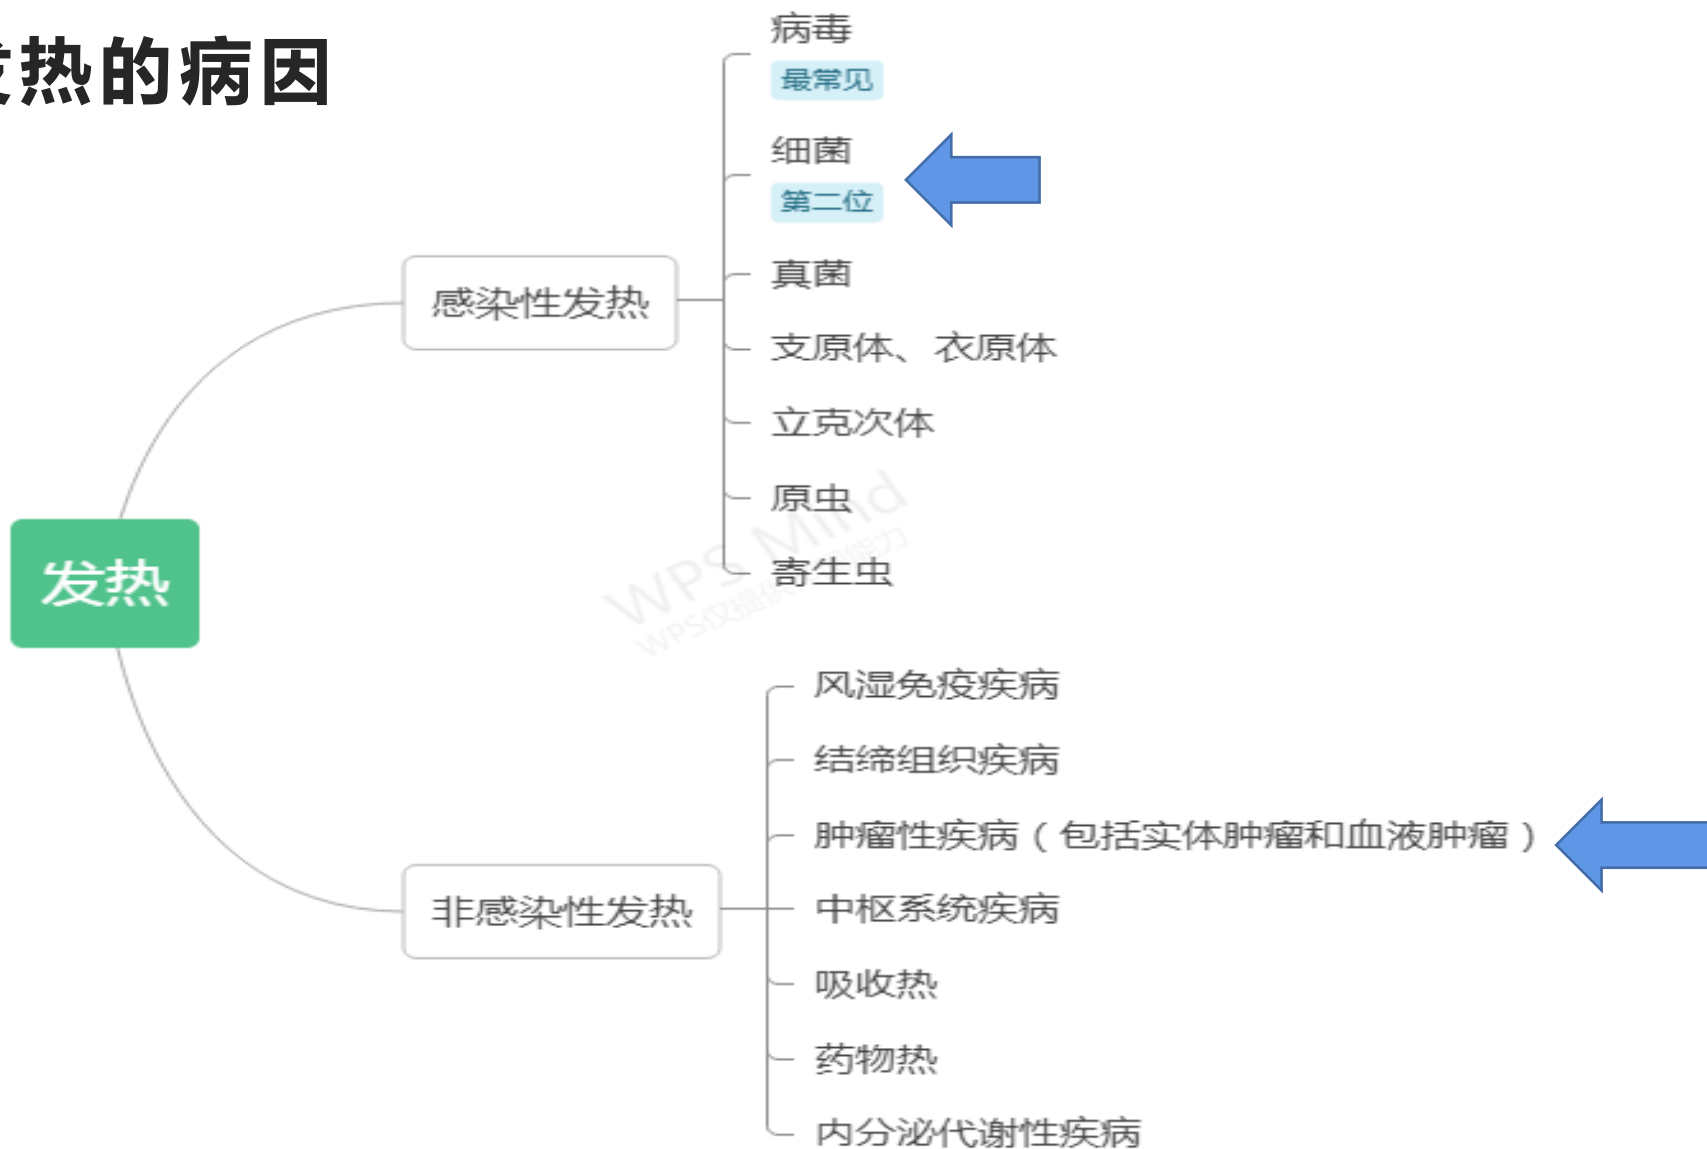 发热的病因
病毒
最常见
细菌
第二位
真菌
支原体、衣原体
立克次体
原虫
寄生虫
感染性发热
发热
WPS Mind
风湿免疫疾病
结缔组织疾病
肿瘤性疾病（包括实体肿瘤和血液肿瘤）
中枢系统疾病
吸收热
药物热
内分泌代谢性疾病
非感染性发热